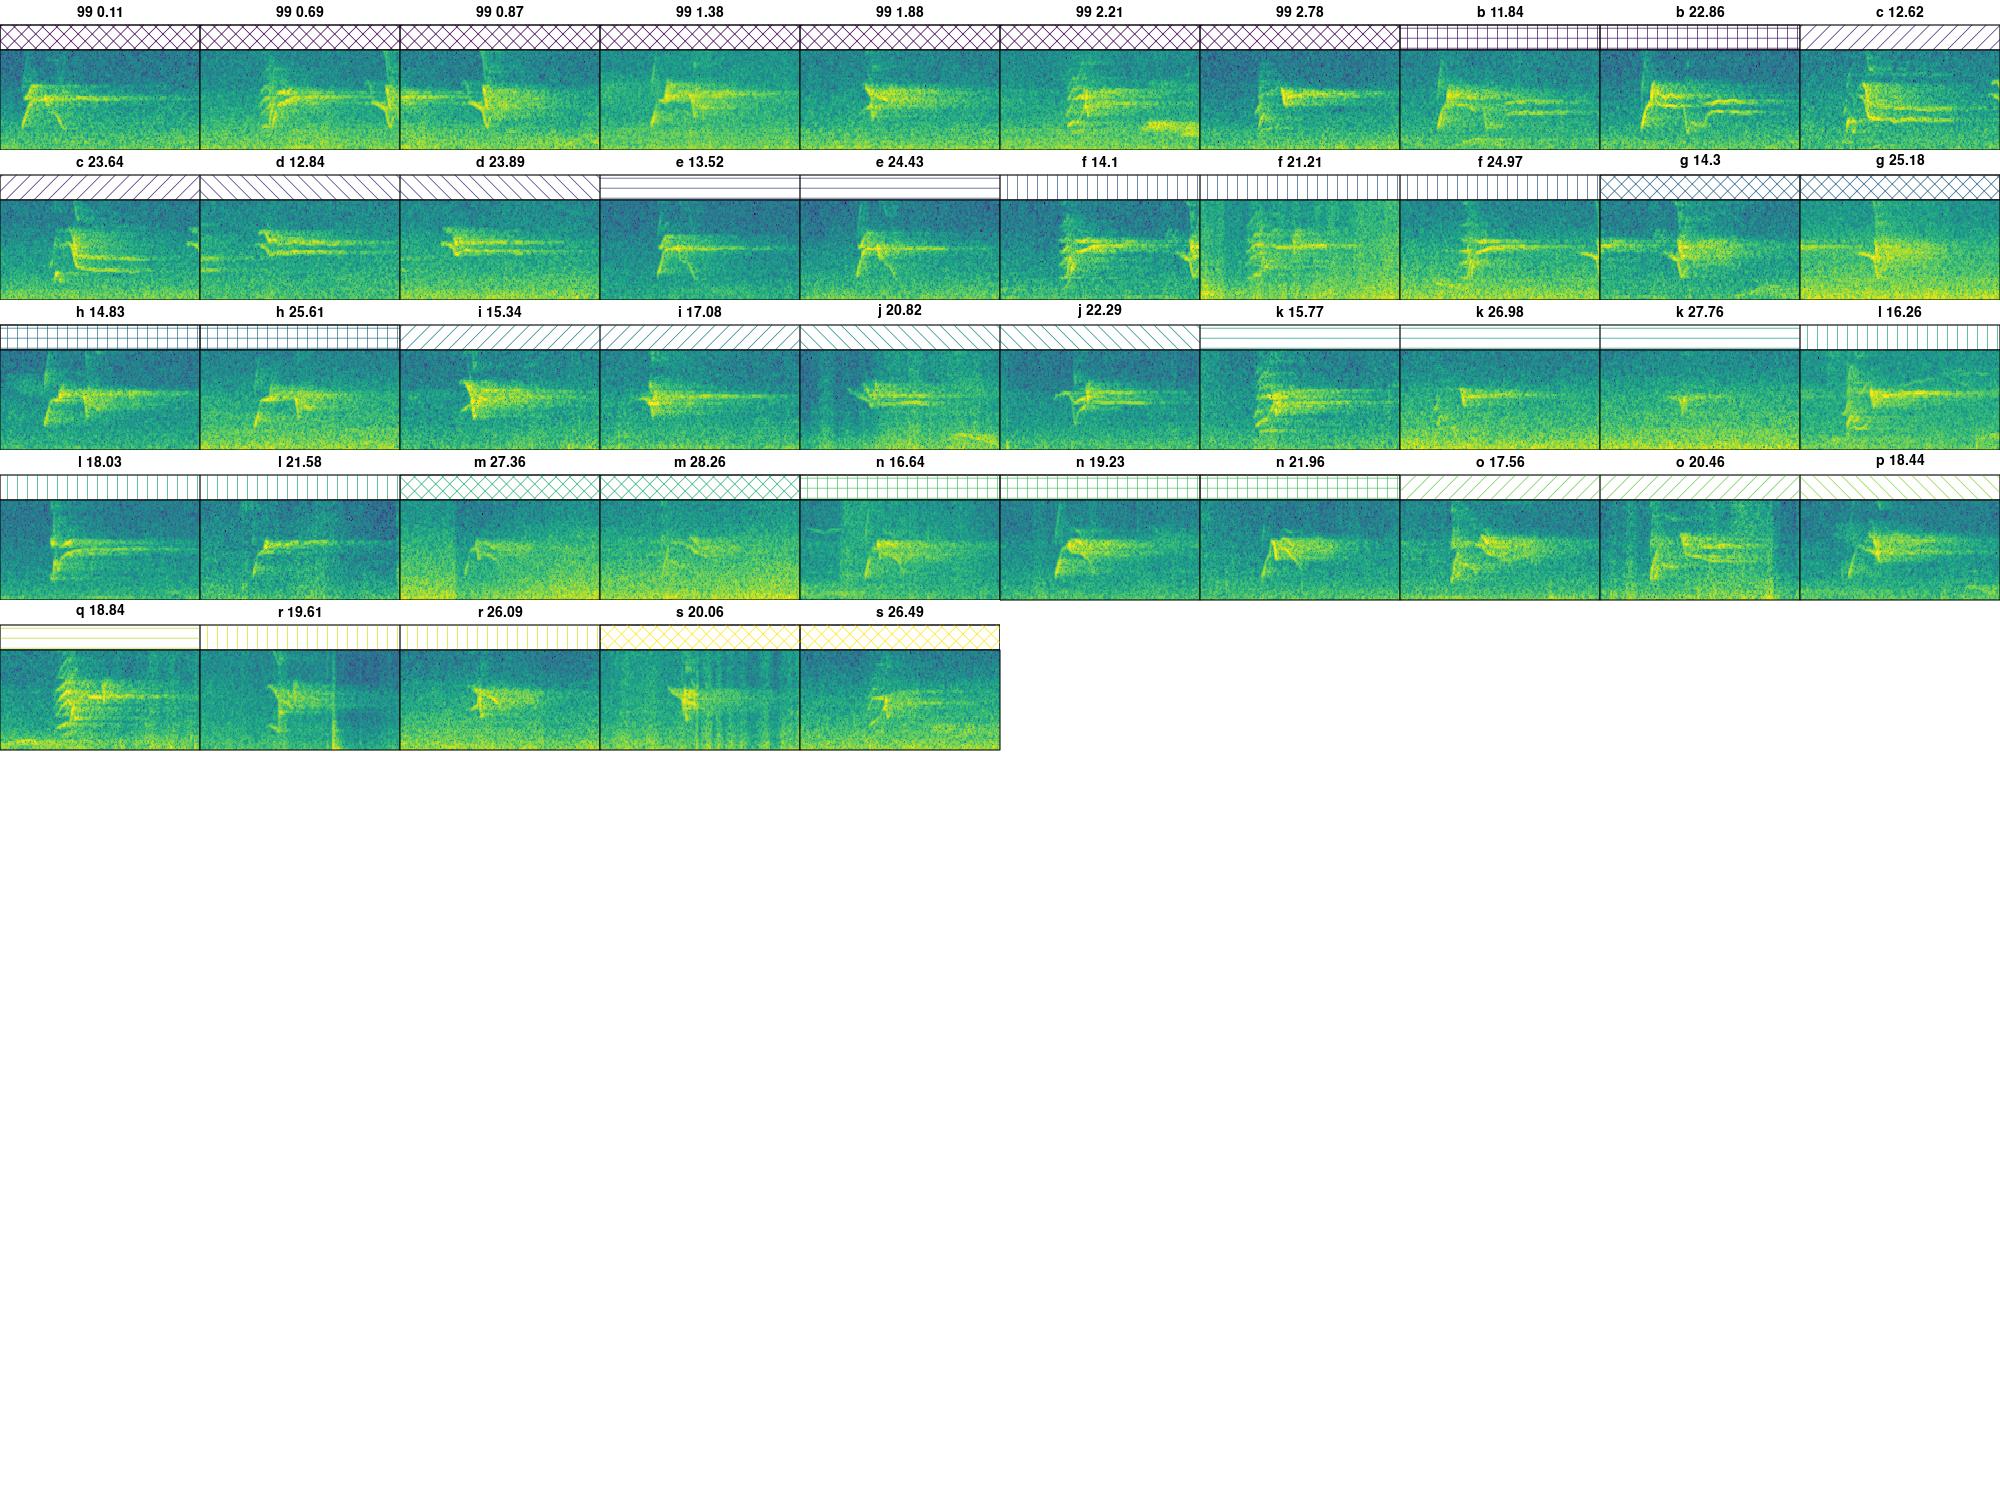 99 0.11 99 0.69 99 0.87 99 1.38 99 1.88 99 2.21 99 2.78 b 11.84 b 22.86 c 12.62
c 23.64 d 12.84 d 23.89 e 13.52 e 24.43 f 14.1 f 21.21 f 24.97 g 14.3 g 25.18
h 14.83 h 25.61 i 15.34 i 17.08 j 20.82 j 22.29 k 15.77 k 26.98 k 27.76 l 16.26
l 18.03 l 21.58 m 27.36 m 28.26 n 16.64 n 19.23 n 21.96 o 17.56 o 20.46 p 18.44
q 18.84 r 19.61 r 26.09 s 20.06 s 26.49